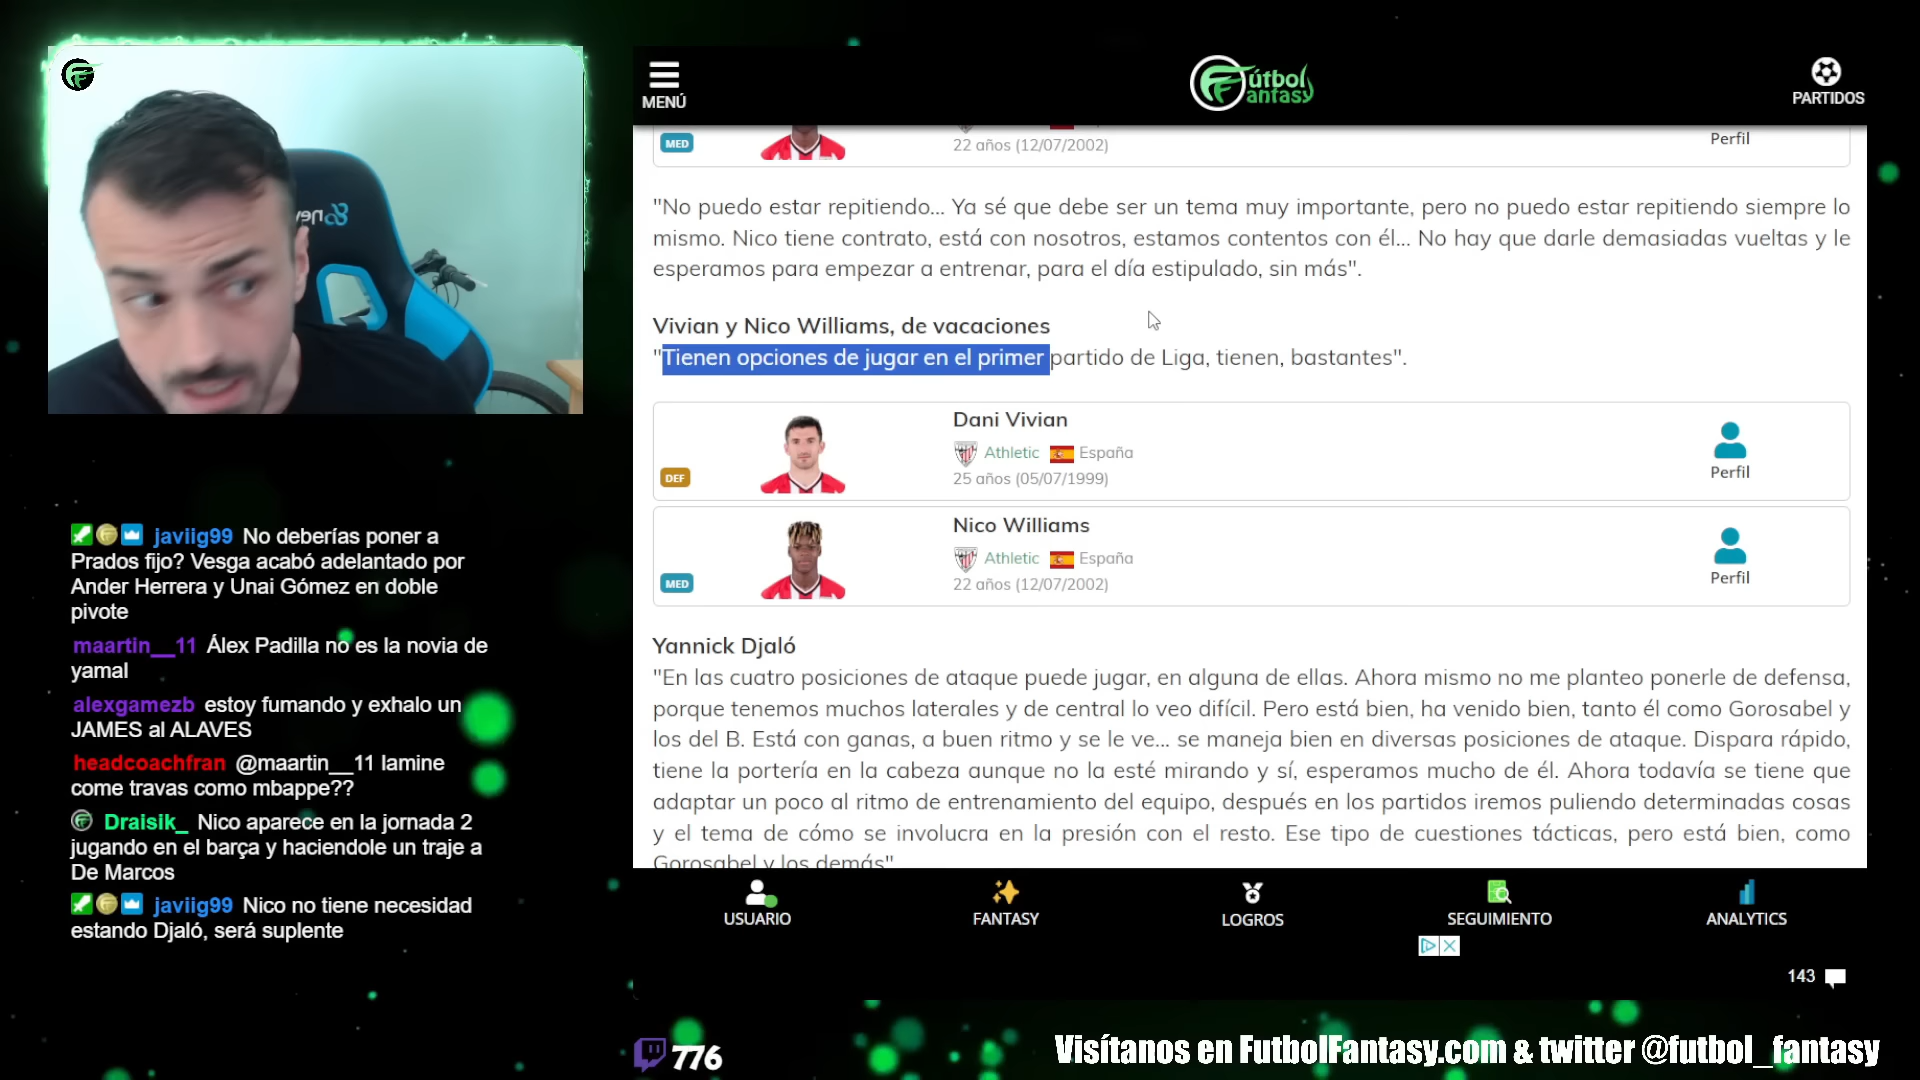 MENÚ
Fútbol
Fantasy
PARTIDOS
MED
22 años (12/07/2002)
Perfil
"No puedo estar repitiendo... Ya sé que debe ser un tema muy importante, pero no puedo estar repitiendo siempre lo
mismo. Nico tiene contrato, está con nosotros, estamos contentos con él... No hay que darle demasiadas vueltas y le
esperamos para empezar a entrenar, para el día estipulado, sin más".
Vivian y Nico Williams, de vacaciones
"Tienen opciones de jugar en el primer partido de Liga, tienen, bastantes".
Dani Vivian
Athletic España
25 años (05/07/1999)
DEF
Perfil
Nico Williams
Athletic España
22 años (12/07/2002)
MED
Perfil
Yannick Djaló
"En las cuatro posiciones de ataque puede jugar, en alguna de ellas. Ahora mismo no me planteo ponerle de defensa,
porque tenemos muchos laterales y de central lo veo difícil. Pero está bien, ha venido bien, tanto él como Gorosabel y
los del B. Está con ganas, a buen ritmo y se le ve... se maneja bien en diversas posiciones de ataque. Dispara rápido,
tiene la portería en la cabeza aunque no la esté mirando y sí, esperamos mucho de él. Ahora todavía se tiene que
adaptar un poco al ritmo de entrenamiento del equipo, después en los partidos iremos puliendo determinadas cosas
y el tema de cómo se involucra en la presión con el resto. Ese tipo de cuestiones tácticas, pero está bien, como
Gorosabel y los demás"
USUARIO
FANTASY
LOGROS
SEGUIMIENTO
ANALYTICS
143
javiig99 No deberías poner a
Prados fijo? Vesga acabó adelantado por
Ander Herrera y Unai Gómez en doble
pivote
maartin__11 Álex Padilla no es la novia de
yamal
alexgamezb estoy fumando y exhalo un
JAMES al ALAVES
headcoachfran @maartin__11 lamine
come travas como mbappe??
Draisik_ Nico aparece en la jornada 2
jugando en el barça y haciendole un traje a
De Marcos
javiig99 Nico no tiene necesidad
estando Djaló, será suplente
776
Visítanos en FutbolFantasy.com & twitter @futbol_fantasy